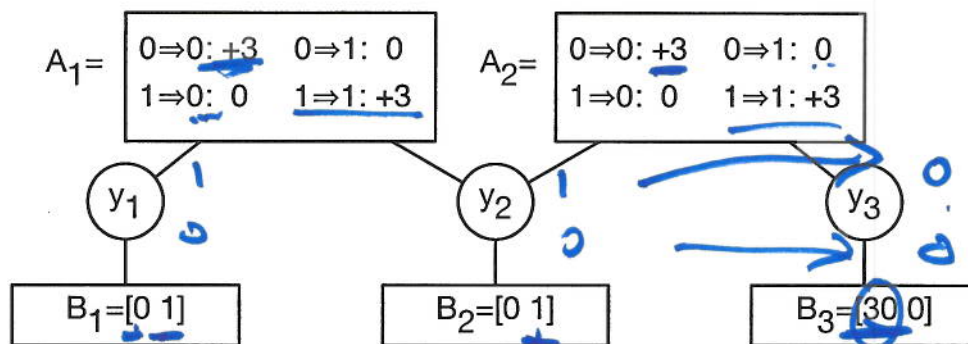 A1= 0⇒0: +3 0⇒1: 0 A2= 0⇒0: +3 0⇒1: 0
1⇒0: 0 1⇒1: +3 1⇒0: 0 1⇒1: +3
y1 1 y2 1 y3 0
0 0 0
B1=[0 1] B2=[0 1] B3=[30 0]